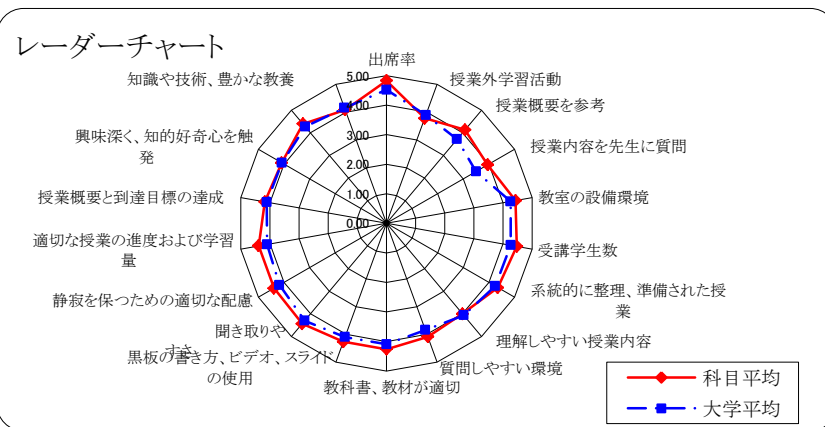 レーダーチャート
出席率
授業外学習活動
授業概要を参考
授業内容を先生に質問
教室の設備環境
受講学生数
系統的に整理、準備された授
業
理解しやすい授業内容
質問しやすい環境
教科書、教材が適切
黒板の書き方、ビデオ、スライド
の使用
聞き取りや
すさ
静寂を保つための適切な配慮
適切な授業の進度および学習
量
授業概要と到達目標の達成
興味深く、知的好奇心を触
発
知識や技術、豊かな教養
5.00
4.00
3.00
2.00
1.00
0.00
科目平均
大学平均